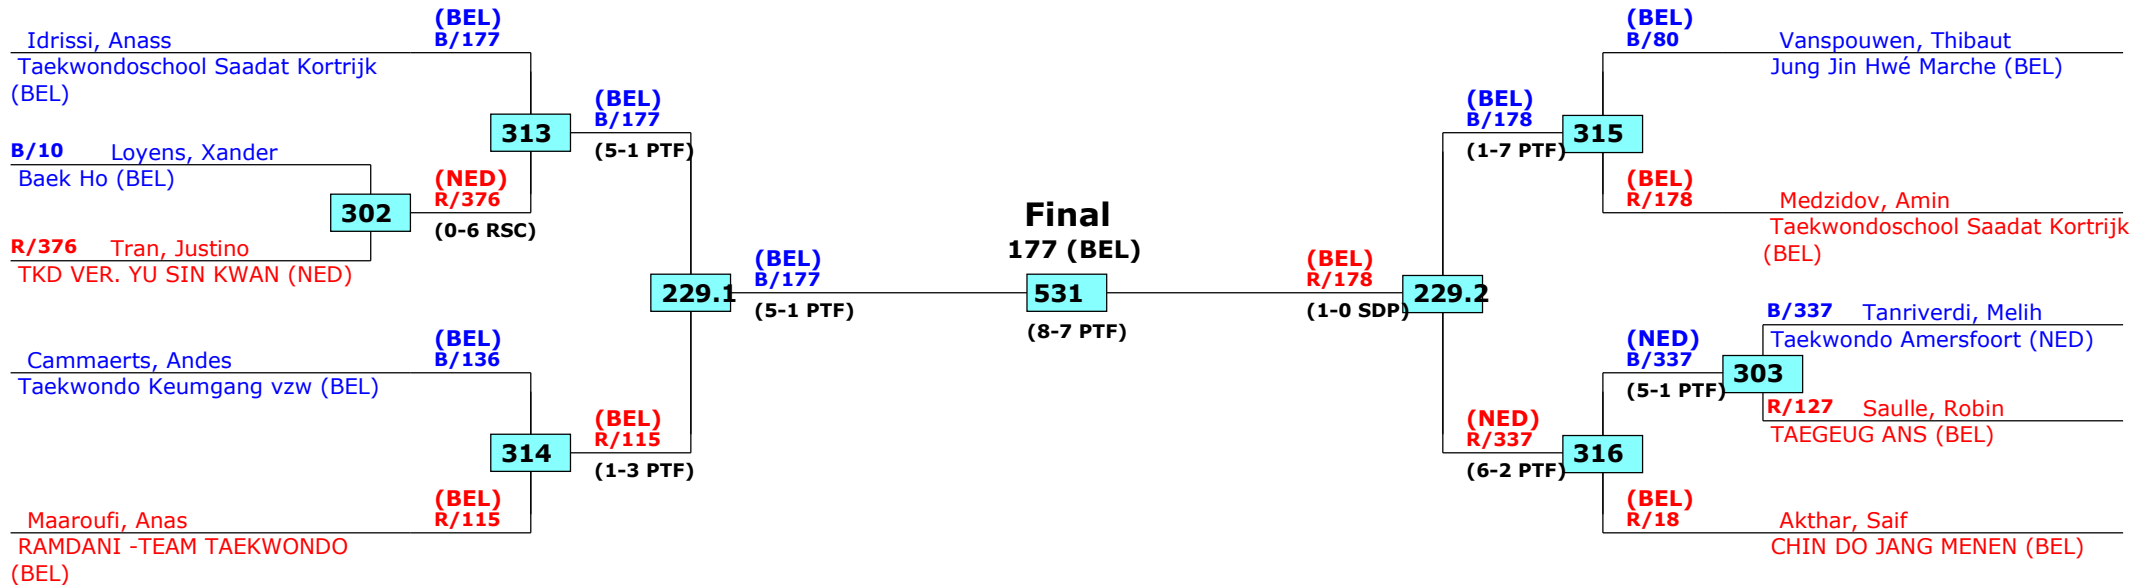 (BEL)
B/177
Idrissi, Anass
Taekwondoschool Saadat Kortrijk
(BEL)
313
(BEL)
B/177
(5-1 PTF)
B/10 Loyens, Xander
Baek Ho (BEL)
302
(NED)
R/376
(0-6 RSC)
R/376 Tran, Justino
TKD VER. YU SIN KWAN (NED)
229.1
(BEL)
B/177
(5-1 PTF)
(BEL)
B/136
Cammaerts, Andes
Taekwondo Keumgang vzw (BEL)
314
(BEL)
R/115
(1-3 PTF)
(BEL)
R/115
Maaroufi, Anas
RAMDANI -TEAM TAEKWONDO
(BEL)
Final
177 (BEL)
531
(8-7 PTF)
(BEL)
B/80
Vanspouwen, Thibaut
Jung Jin Hwé Marche (BEL)
(BEL)
B/178
(1-7 PTF)
315
(BEL)
R/178
Medzidov, Amin
Taekwondoschool Saadat Kortrijk
(BEL)
(BEL)
R/178
(1-0 SDP)
229.2
B/337 Tanriverdi, Melih
Taekwondo Amersfoort (NED)
(NED)
B/337
(5-1 PTF)
303
R/127 Saulle, Robin
TAEGEUG ANS (BEL)
(NED)
R/337
(6-2 PTF)
316
(BEL)
R/18
Akthar, Saif
CHIN DO JANG MENEN (BEL)